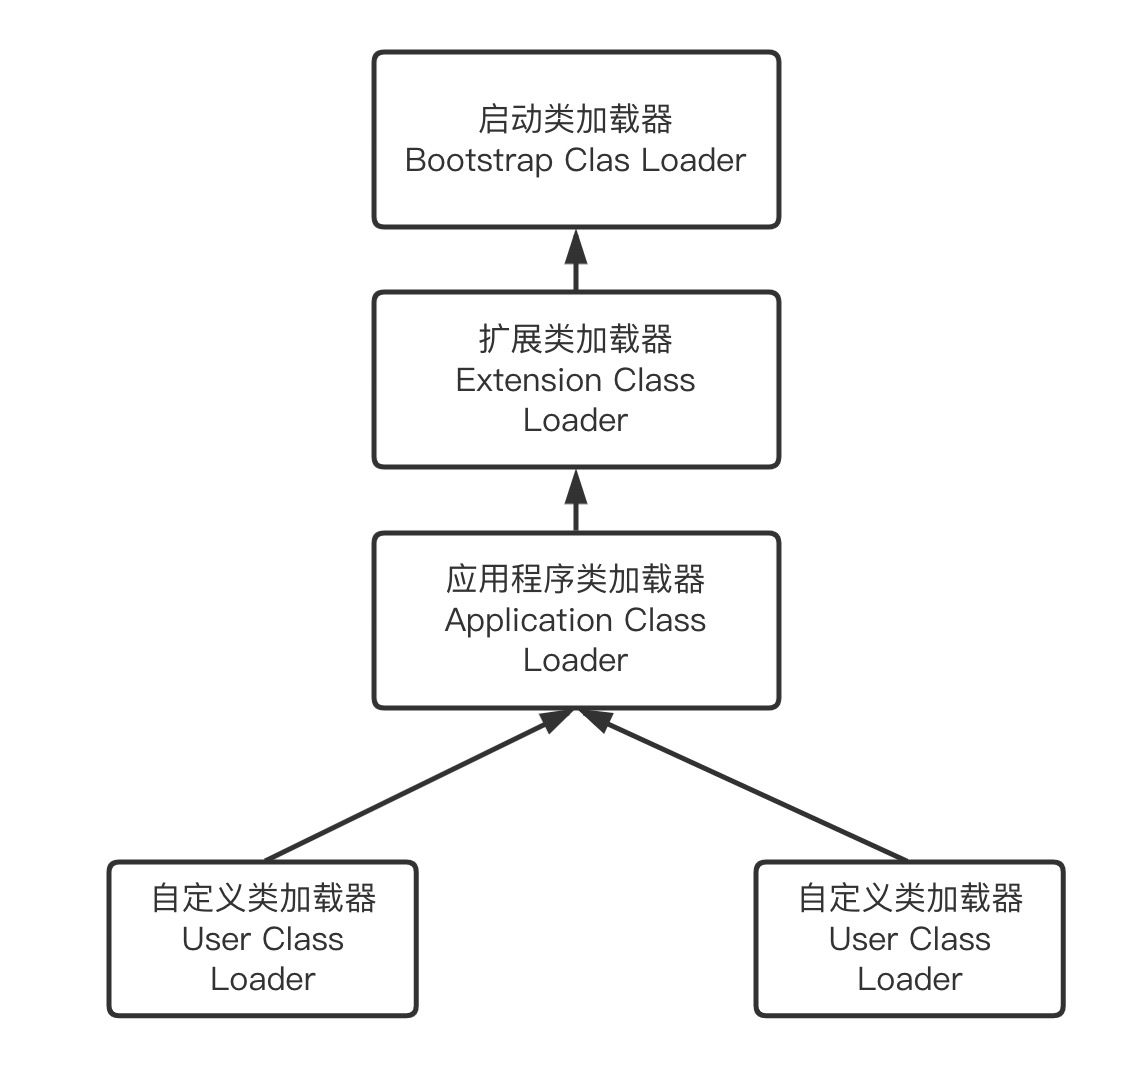 启动类加载器
Bootstrap Clas Loader
扩展类加载器
Extension Class
Loader
应用程序类加载器
Application Class
Loader
自定义类加载器
User Class
Loader
自定义类加载器
User Class
Loader